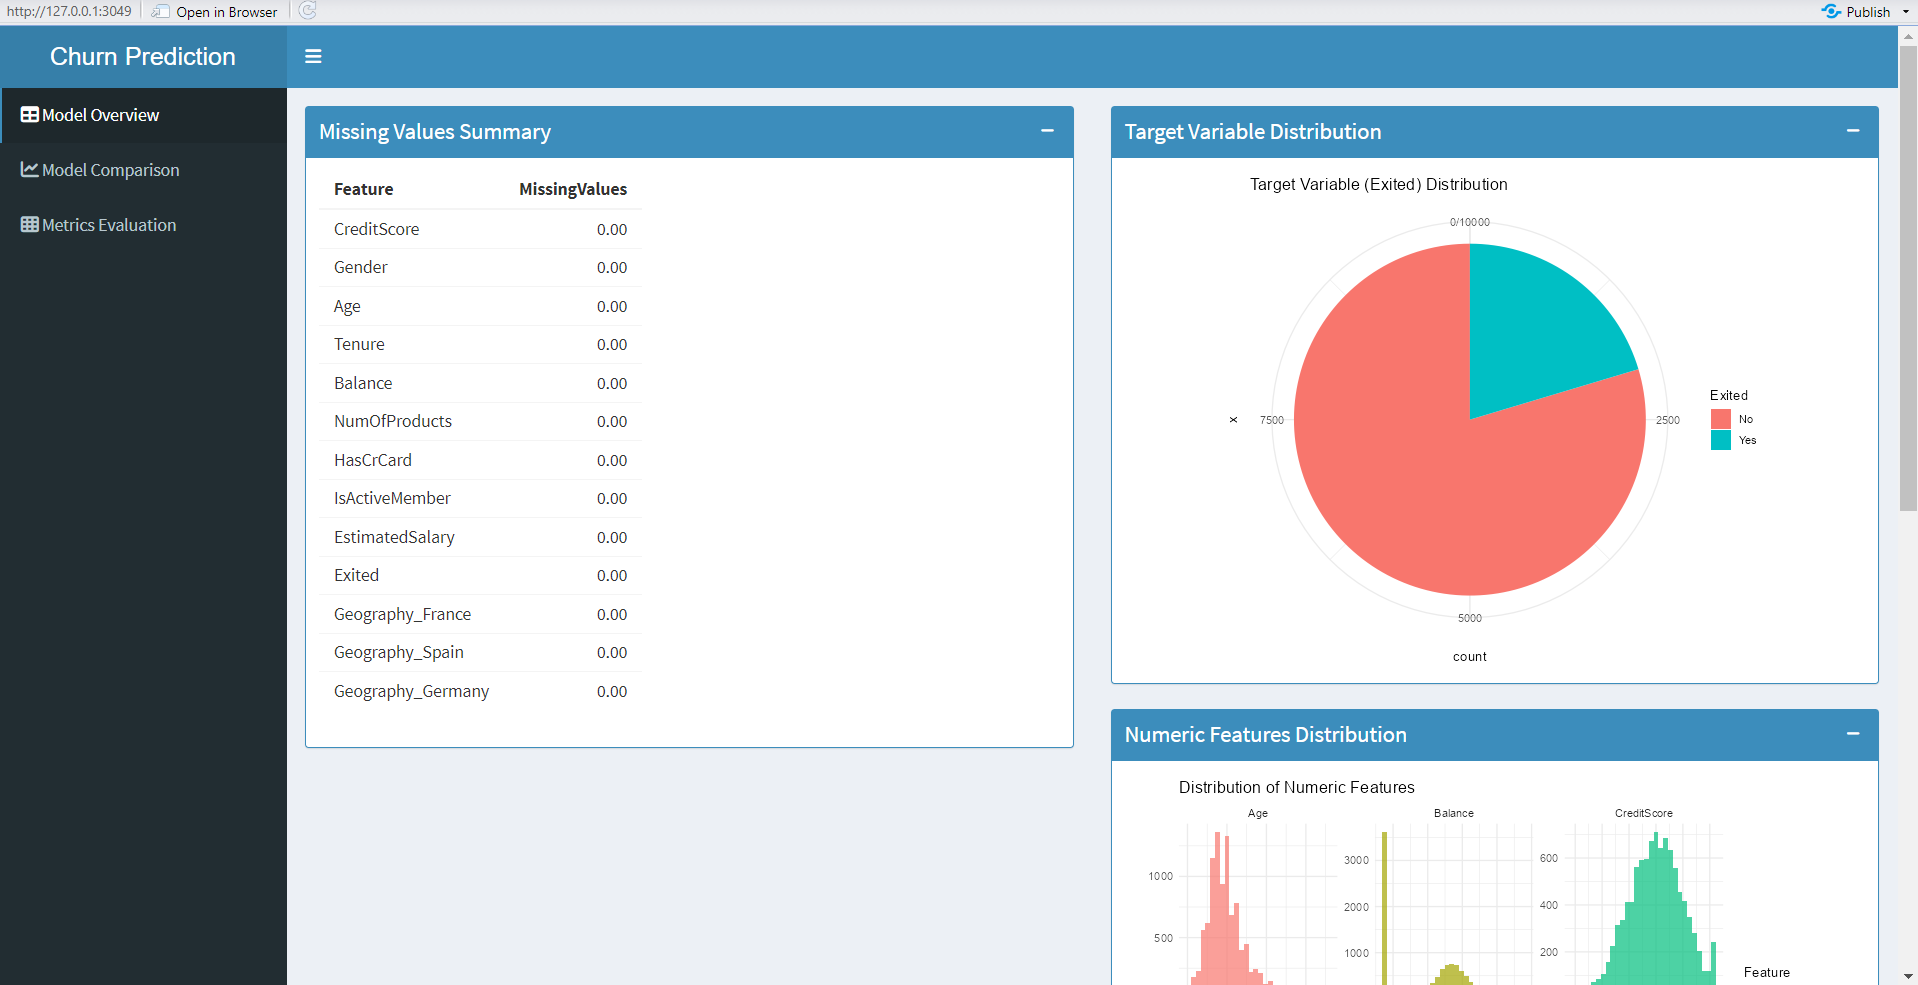 http://127.0.0.1:3049 Open in Browser Publish
Churn Prediction
Model Overview
Model Comparison
Metrics Evaluation
Missing Values Summary
Feature MissingValues
CreditScore 0.00
Gender 0.00
Age 0.00
Tenure 0.00
Balance 0.00
NumOfProducts 0.00
HasCrCard 0.00
IsActiveMember 0.00
EstimatedSalary 0.00
Exited 0.00
Geography_France 0.00
Geography_Spain 0.00
Geography_Germany 0.00
Target Variable Distribution
Target Variable (Exited) Distribution
0/10000
x 7500 2500
5000
count
Exited
No
Yes
Numeric Features Distribution
Distribution of Numeric Features
Age Balance CreditScore
1000
500
3000
2000
1000
600
400
200
Feature